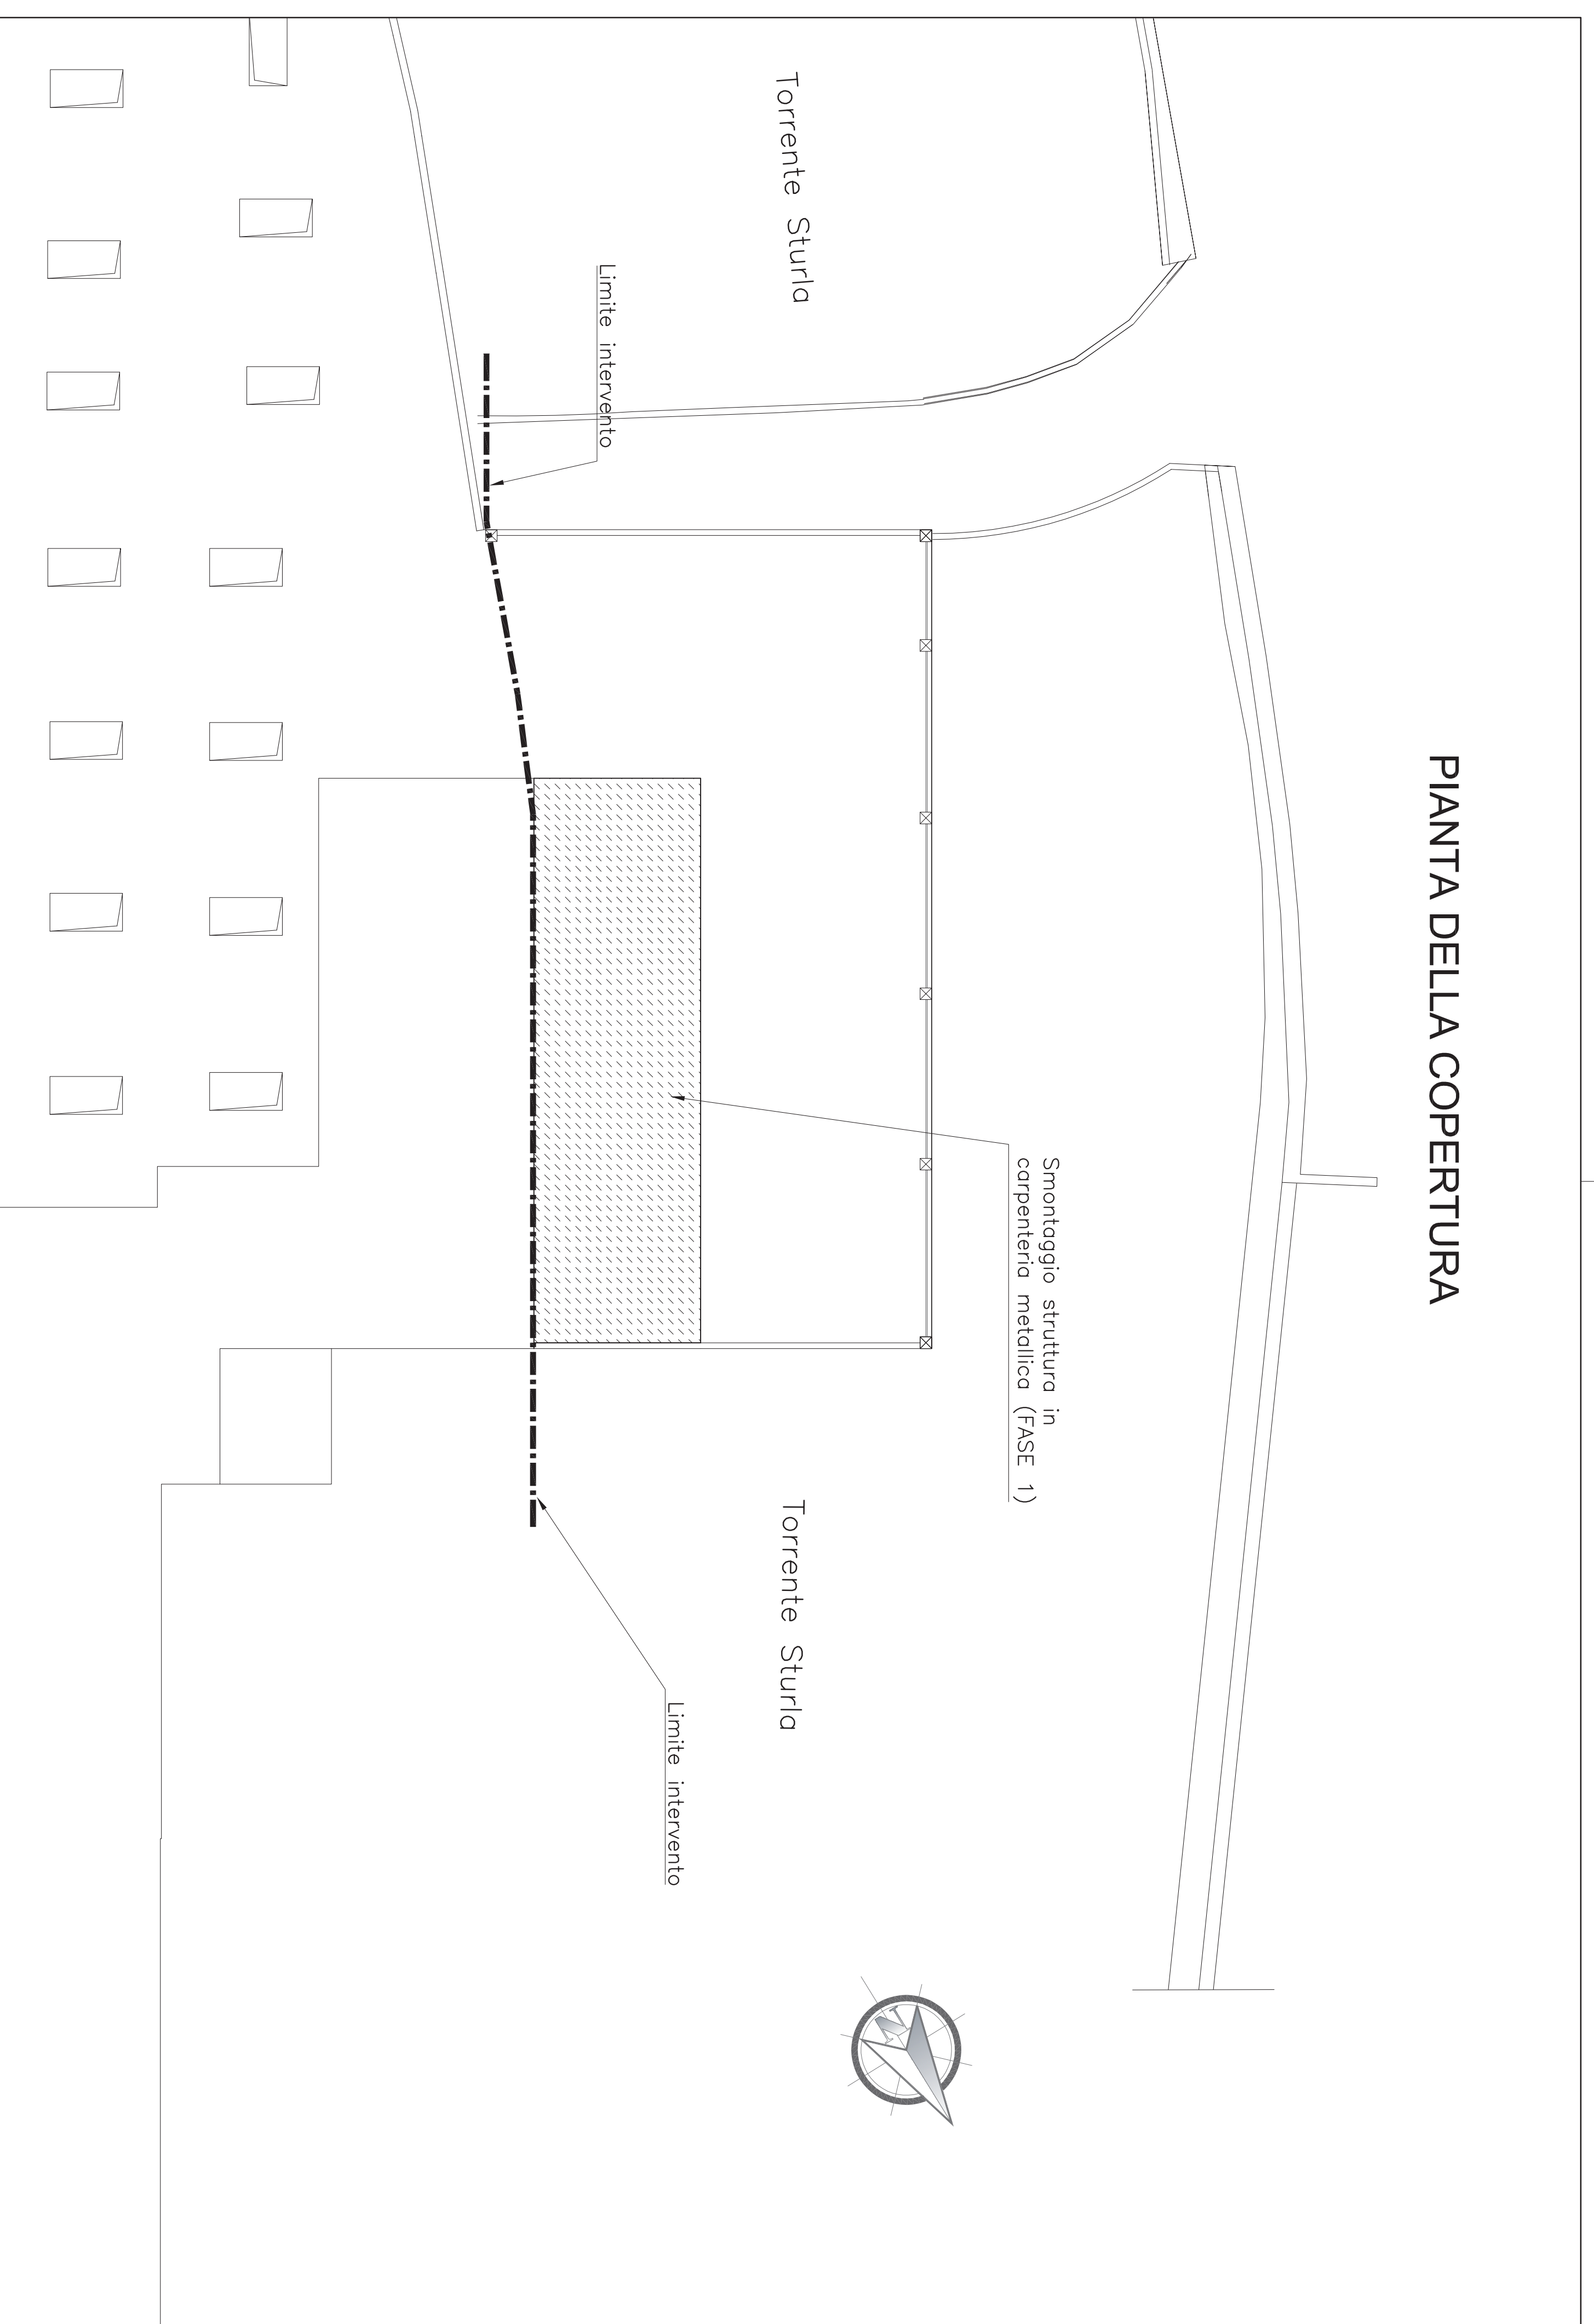 PIANTA DELLA COPERTURA
Torrente Sturla
Limite intervento
Smontaggio struttura in
carpenteria metallica (FASE 1)
Torrente Sturla
Limite intervento
N